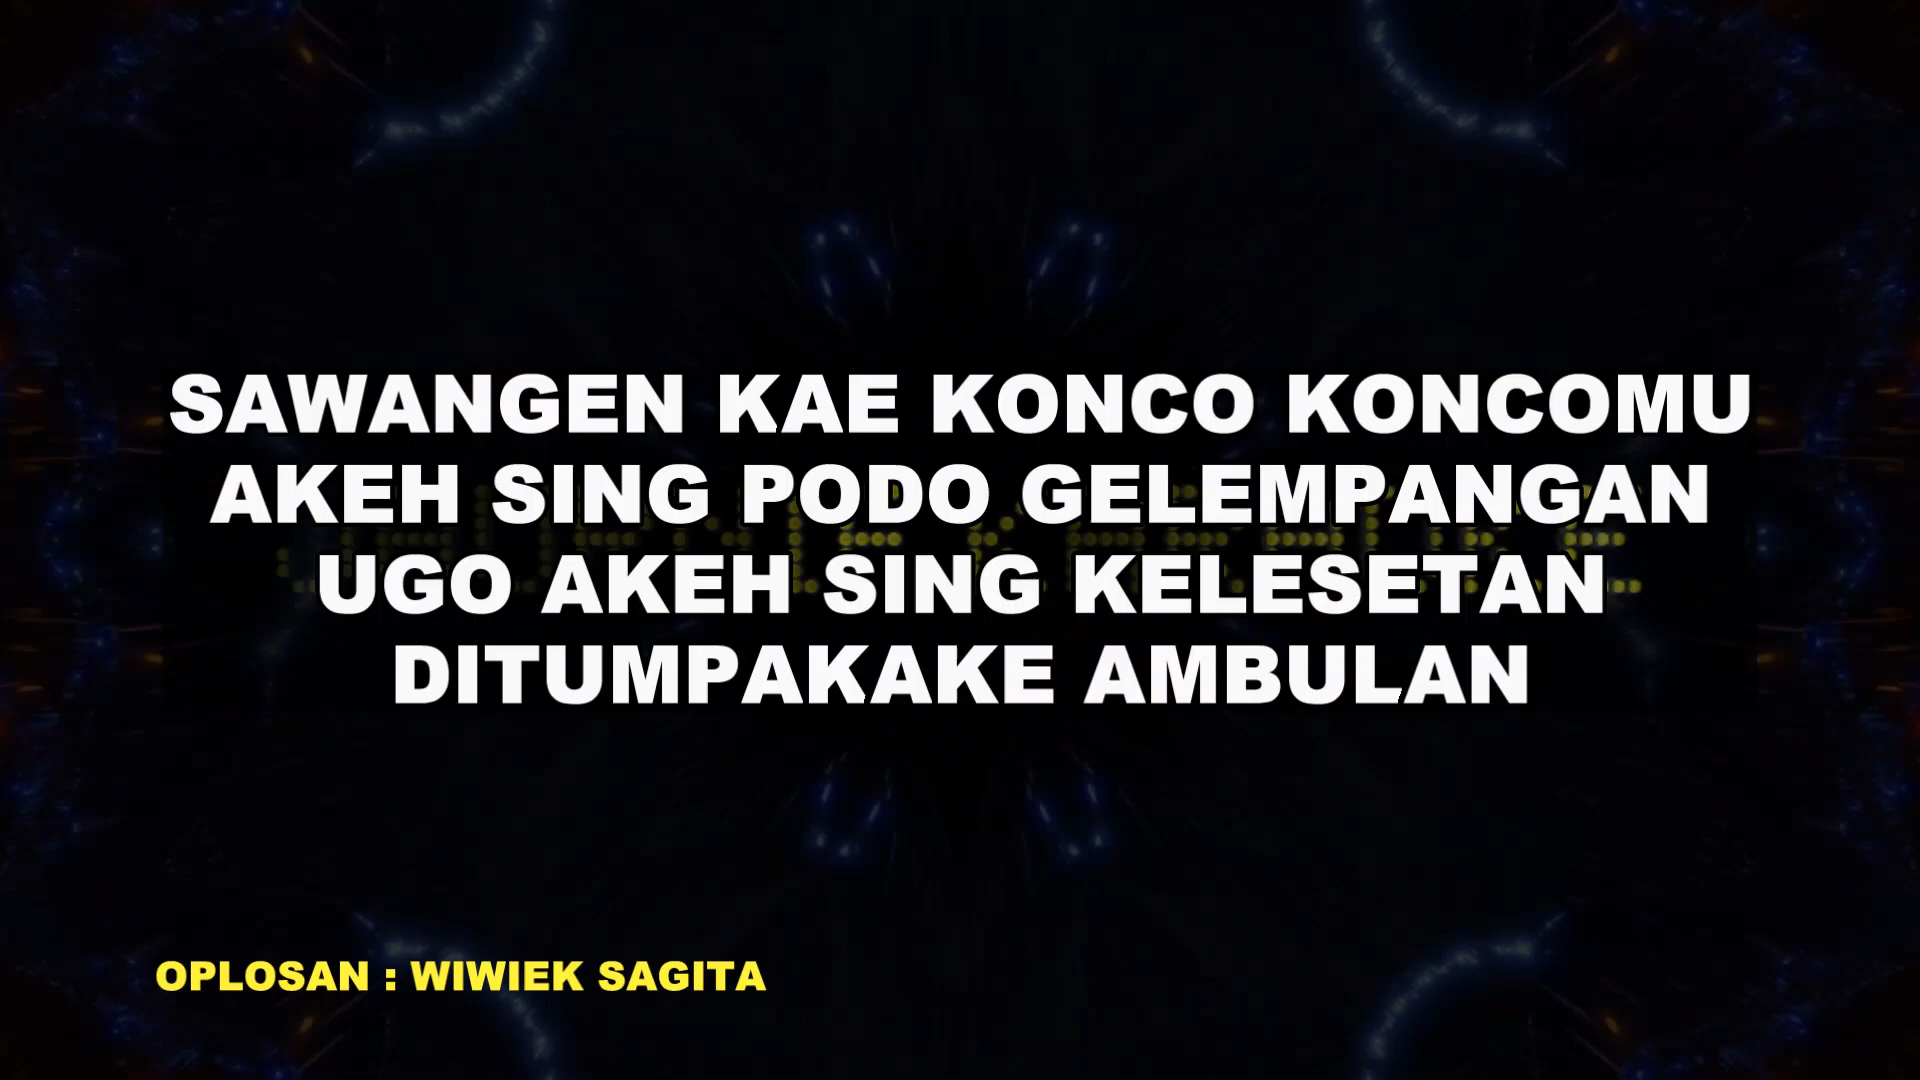 SAWANGEN KAE KONCO KONCOMU
AKEH SING PODO GELEMPANGAN
UGO AKEH SING KELESETAN
DITUMPAKAKE AMBULAN
OPLOSAN : WIWIEK SAGITA